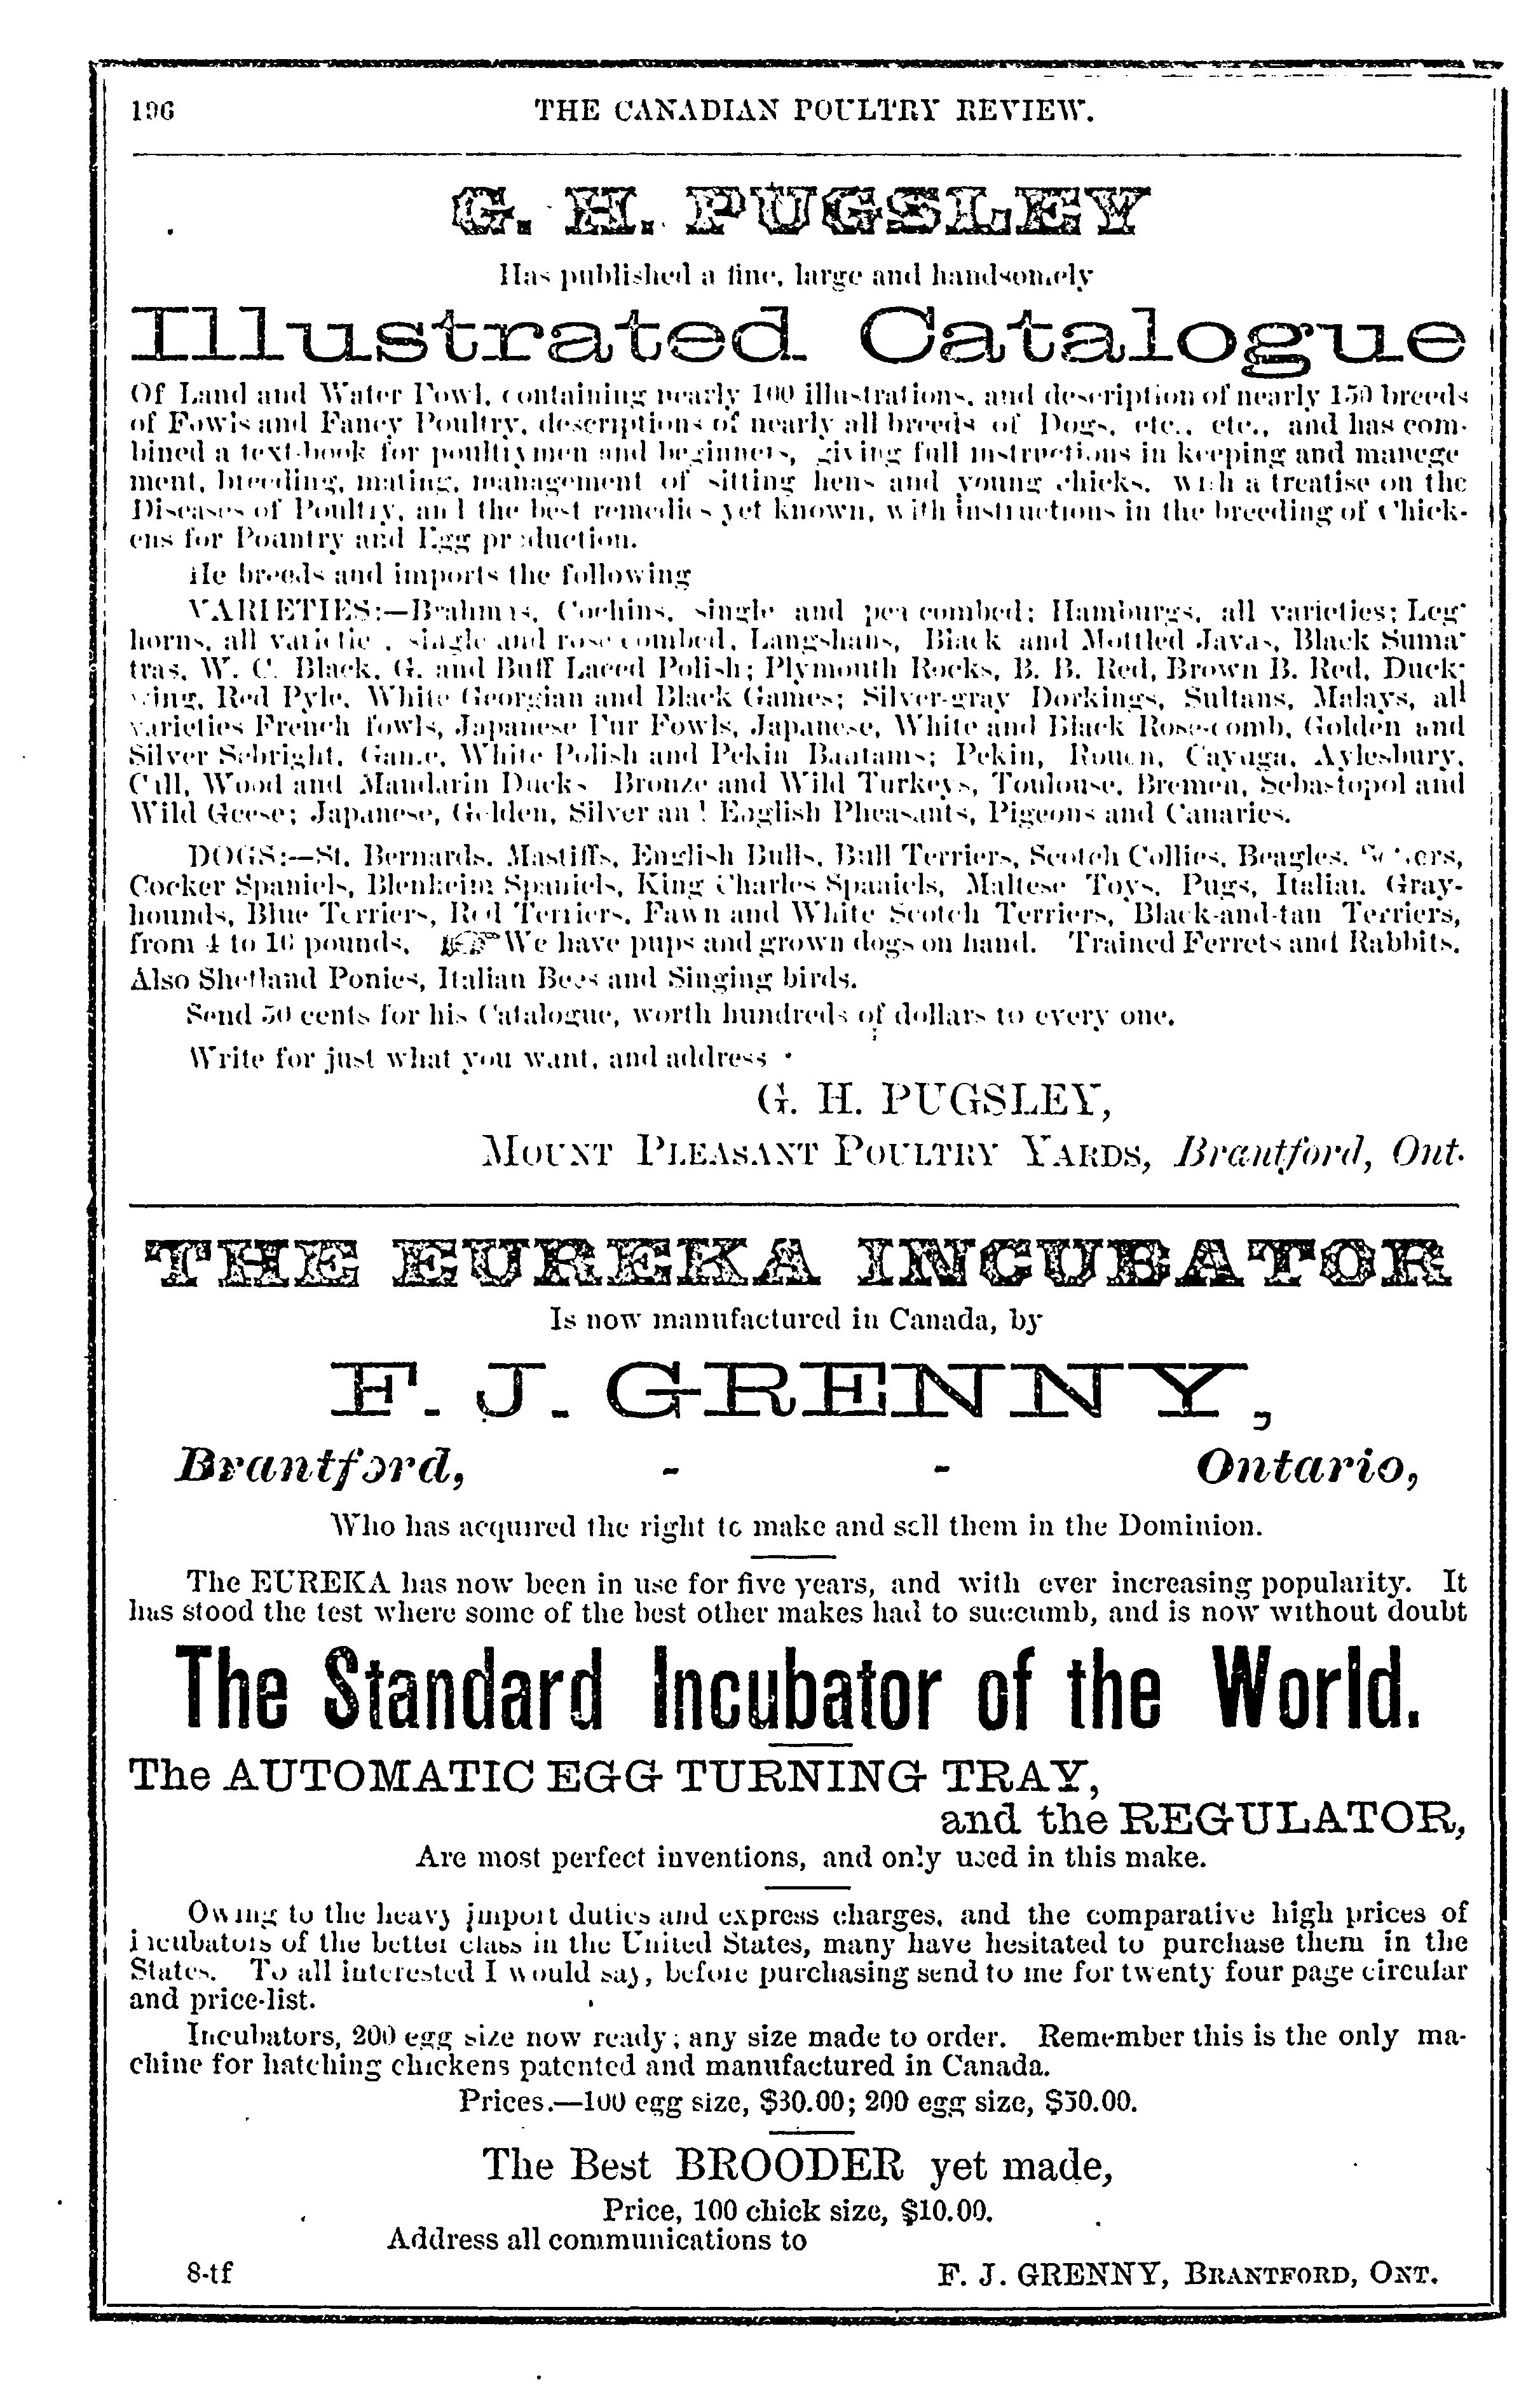 196
THE CANADIAN POULTRY REVIEW.
G. H. PUGSLEY
Has published a fine, large and handsomely
Illustrated Catalogue
Of Land and Water Fowl, containing nearly 100 illustrations, and description of nearly 150 breeds
of Fowls and Fancy Poultry, descriptions of nearly all breeds of Dogs, etc., etc., and has com-
bined a text-book for poultrymen and beginners, giving full instructions in keeping and manege
ment, breeding, mating, management of sitting hens and young chicks, with a treatise on the
Diseases of Poultry, and the best remedies yet known, with instructions in the breeding of Chick-
ens for Poantry and Egg production.
He breeds and imports the following
VARIETIES:—Brahmas, Cochins, single and pea combed; Hamburgs, all varieties; Leg-
horns, all varieties, single and rose combed, Langshans, Black and Mottled Javas, Black Suma-
tras, W. C. Black, G. and Buff Laced Polish; Plymouth Rocks, B. B. Red, Brown B. Red, Duck-
wing, Red Pyle, White Georgian and Black Games; Silver-gray Dorkings, Sultans, Malays, all
varieties French fowls, Japanese Fur Fowls, Japanese, White and Black Rose-comb, Golden and
Silver Sebright, Game, White Polish and Pekin Bantams; Pekin, Rouen, Cayuga, Aylesbury,
Call, Wood and Mandarin Ducks Bronze and Wild Turkeys, Toulouse, Bremen, Sebastopol and
Wild Geese; Japanese, Golden, Silver and English Pheasants, Pigeons and Canaries.
DOGS:—St. Bernards, Mastiffs, English Bulls, Bull Terriers, Scotch Collies, Beagles,
Cocker Spaniels, Blenheim Spaniels, King Charles Spaniels, Maltese Toys, Pugs, Italian Gray-
hounds, Blue Terriers, Red Terriers, Fawn and White Scotch Terriers, Black-and-tan Terriers,
from 4 to 16 pounds. ☞We have pups and grown dogs on hand. Trained Ferrets and Rabbits.
Also Shetland Ponies, Italian Bees and Singing birds.
Send 50 cents for his Catalogue, worth hundreds of dollars to every one.
Write for just what you want, and address
G. H. PUGSLEY,
MOUNT PLEASANT POULTRY YARDS, Brantford, Ont.
THE EUREKA INCUBATOR
Is now manufactured in Canada, by
F. J. GRENNY,
Brantford, - - Ontario,
Who has acquired the right to make and sell them in the Dominion.
The EUREKA has now been in use for five years, and with ever increasing popularity. It
has stood the test where some of the best other makes had to succumb, and is now without doubt
The Standard Incubator of the World.
The AUTOMATIC EGG TURNING TRAY,
and the REGULATOR,
Are most perfect inventions, and only used in this make.
Owing to the heavy import duties and express charges, and the comparative high prices of
incubators of the better class in the United States, many have hesitated to purchase them in the
States. To all interested I would say, before purchasing send to me for twenty four page circular
and price-list.
Incubators, 200 egg size now ready; any size made to order. Remember this is the only ma-
chine for hatching chickens patented and manufactured in Canada.
Prices.—100 egg size, $30.00; 200 egg size, $50.00.
The Best BROODER yet made,
Price, 100 chick size, $10.00.
Address all communications to
8-tf F. J. GRENNY, BRANTFORD, ONT.